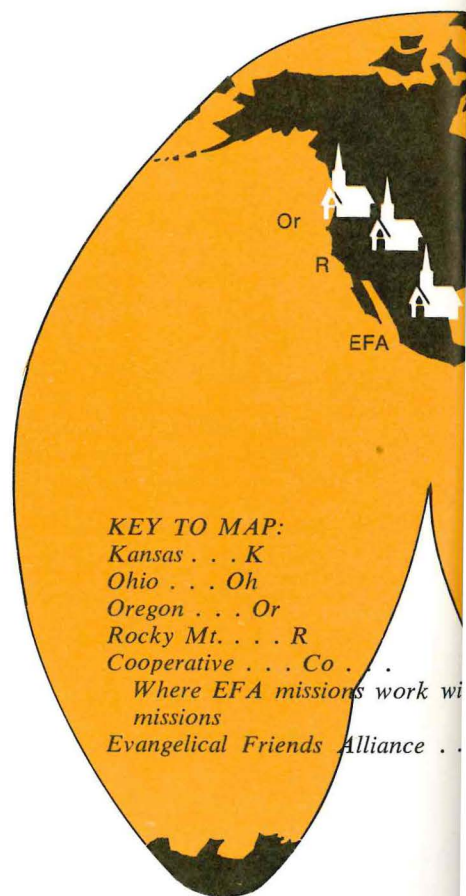 Or
R
EFA
KEY TO MAP:
Kansas . . . K
Ohio . . . Oh
Oregon . . . Or
Rocky Mt. . . . R
Cooperative . . . Co . . .
Where EFA missions work
missions
Evangelical Friends Alliance . .